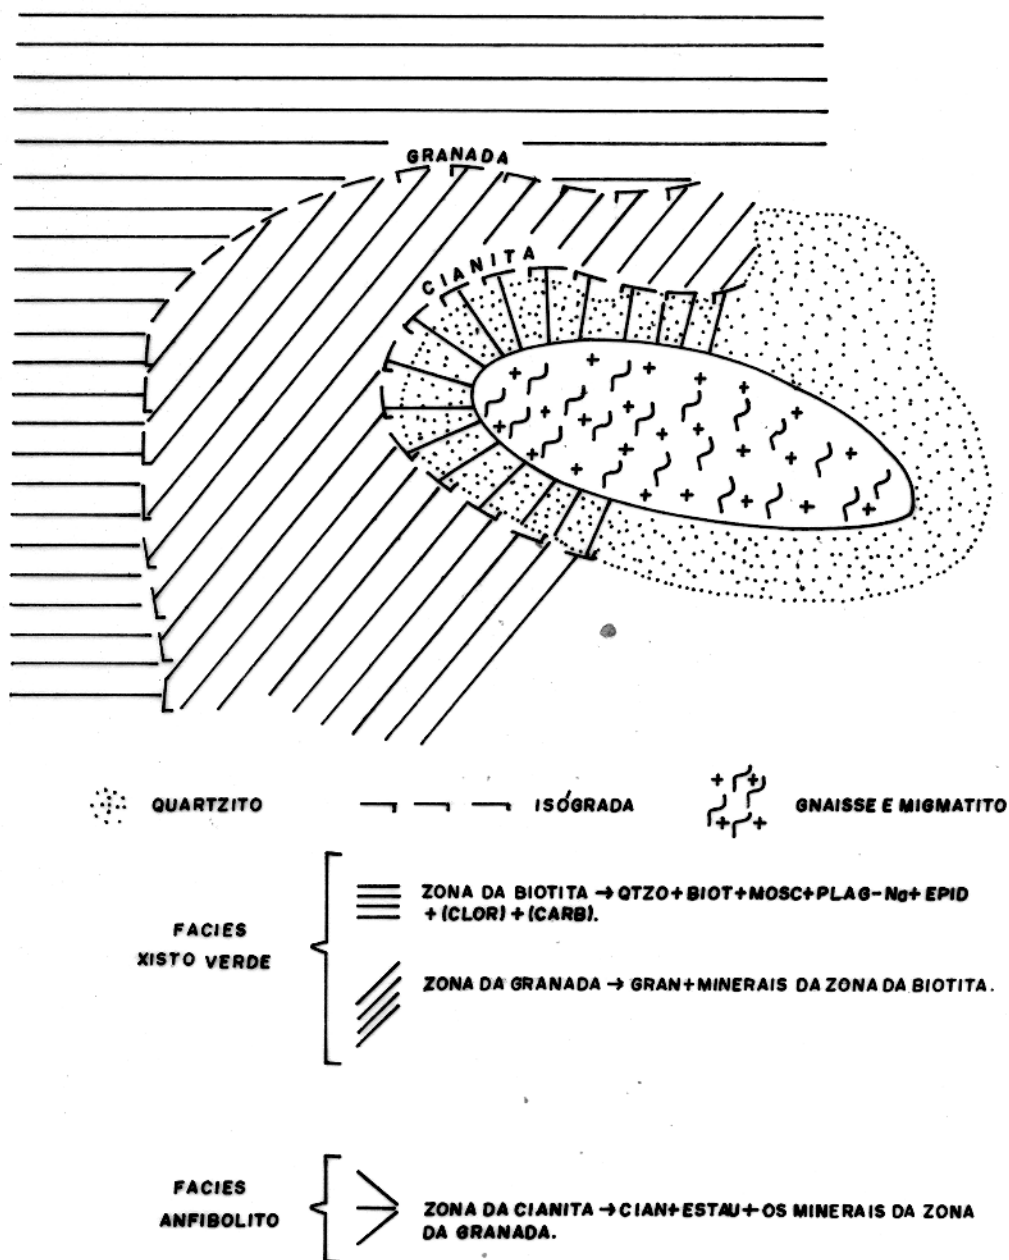 GRANADA
CIANITA
QUARTZITO
ISÓGRADA
GNAISSE E MIGMATITO
FACIES
XISTO VERDE
ZONA DA BIOTITA → QTZO+BIOT+MOSC+PLAG-Na+EPID
+(CLOR)+(CARB).
ZONA DA GRANADA → GRAN+MINERAIS DA ZONA DA BIOTITA.
FACIES
ANFIBOLITO
ZONA DA CIANITA → CIAN+ESTAU+OS MINERAIS DA ZONA
DA GRANADA.